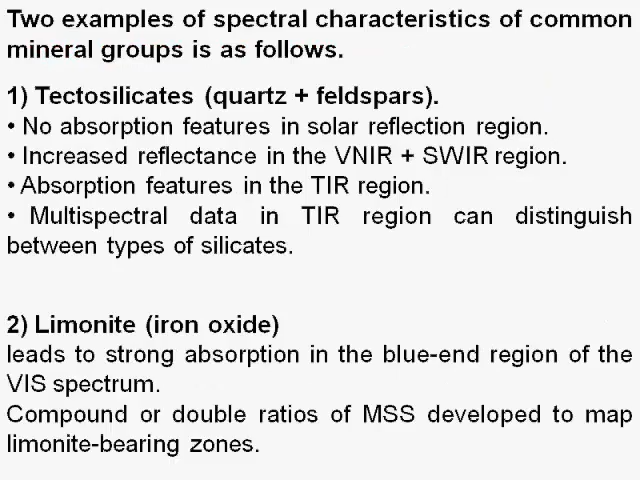 Two examples of spectral characteristics of common
mineral groups is as follows.
1) Tectosilicates (quartz + feldspars).
• No absorption features in solar reflection region.
• Increased reflectance in the VNIR + SWIR region.
• Absorption features in the TIR region.
• Multispectral data in TIR region can distinguish
between types of silicates.
2) Limonite (iron oxide)
leads to strong absorption in the blue-end region of the
VIS spectrum.
Compound or double ratios of MSS developed to map
limonite-bearing zones.